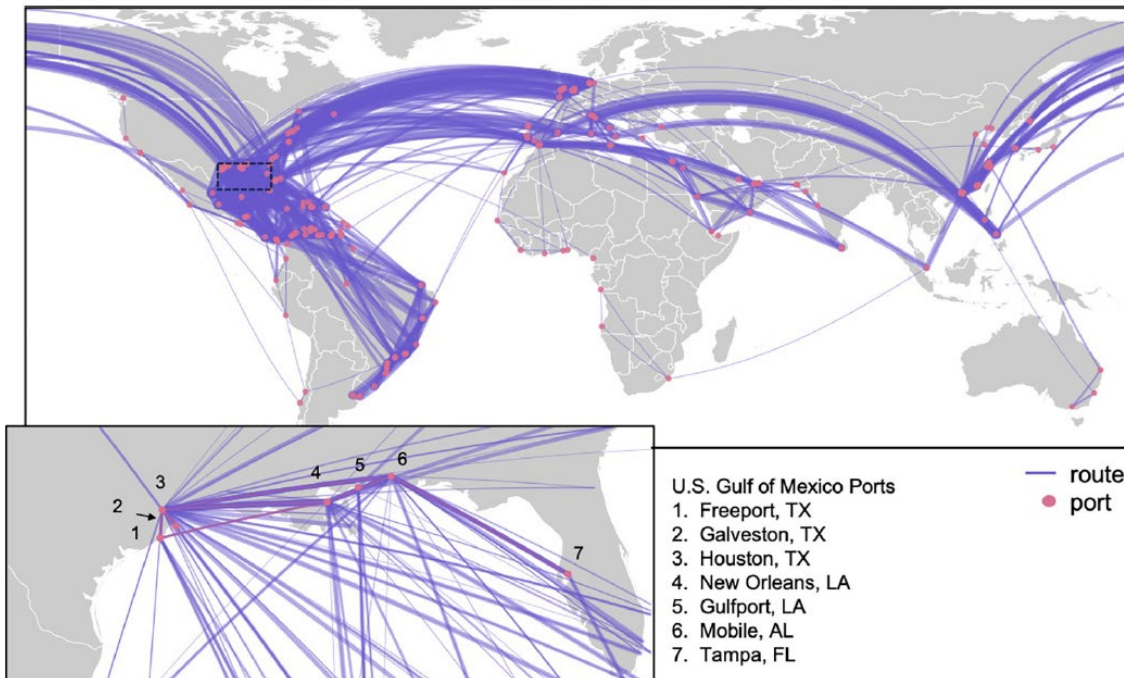 3
2
1
4
5
6
7
U.S. Gulf of Mexico Ports
1. Freeport, TX
2. Galveston, TX
3. Houston, TX
4. New Orleans, LA
5. Gulfport, LA
6. Mobile, AL
7. Tampa, FL
route
port